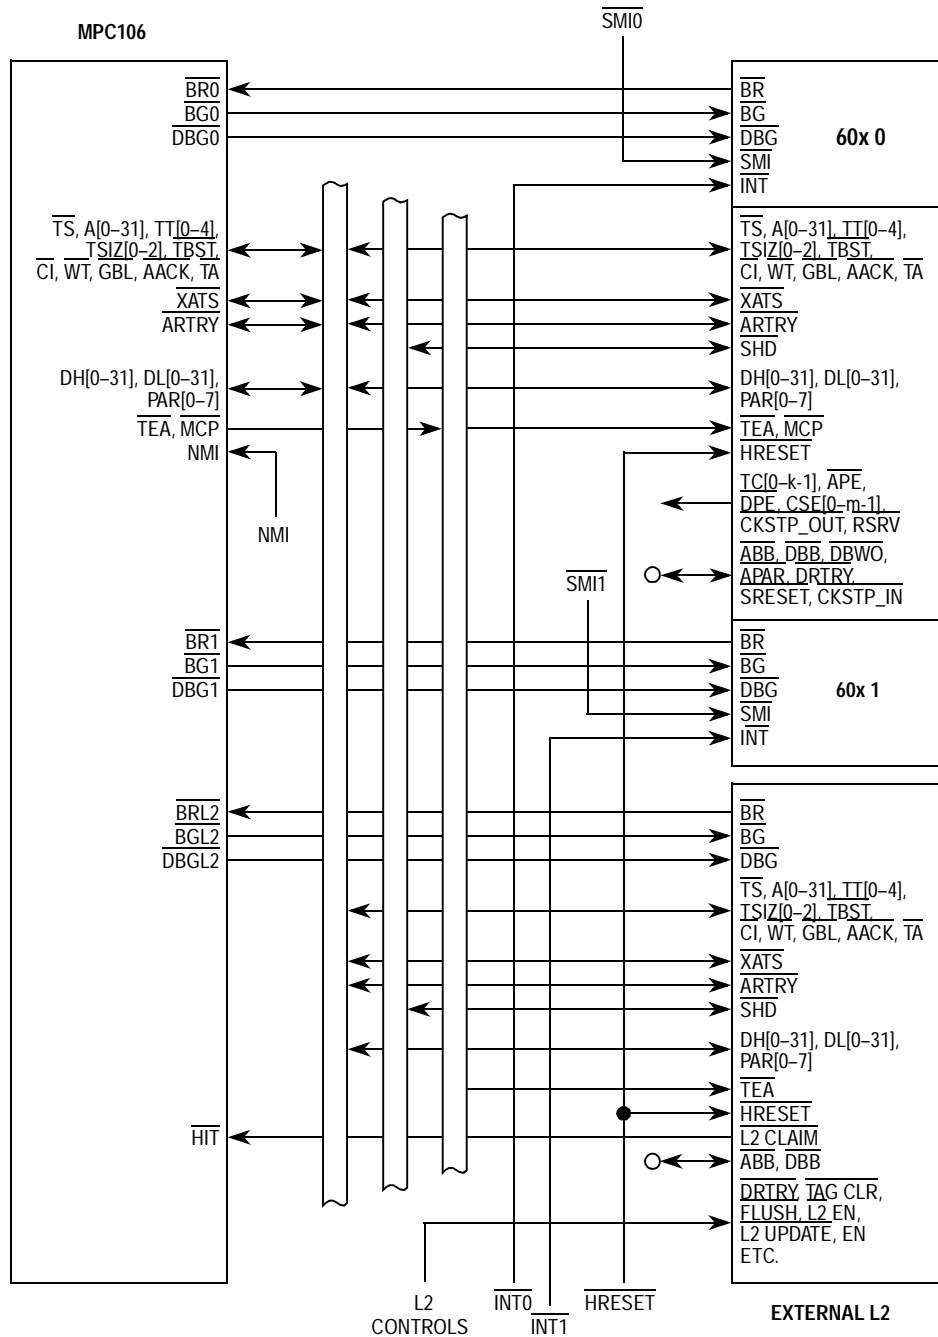 SMI0
MPC106
BR0
BG0
DBG0
TS, A[0–31], TT[0–4],
TSIZ[0–2], TBST,
CI, WT, GBL, AACK, TA
XATS
ARTRY
DH[0–31], DL[0–31],
PAR[0–7]
TEA, MCP
NMI
NMI
BR1
BG1
DBG1
BRL2
BGL2
DBGL2
HIT
SMI1
BR
BG
DBG
SMI
INT
60x 0
TS, A[0–31], TT[0–4],
TSIZ[0–2], TBST,
CI, WT, GBL, AACK, TA
XATS
ARTRY
SHD
DH[0–31], DL[0–31],
PAR[0–7]
TEA, MCP
HRESET
TC[0–k-1], APE,
DPE, CSE[0–m-1],
CKSTP_OUT, RSRV
ABB, DBB, DBWO,
APAR, DRTRY,
SRESET, CKSTP_IN
BR
BG
DBG
SMI
INT
60x 1
BR
BG
DBG
TS, A[0–31], TT[0–4],
TSIZ[0–2], TBST,
CI, WT, GBL, AACK, TA
XATS
ARTRY
SHD
DH[0–31], DL[0–31],
PAR[0–7]
TEA
HRESET
L2 CLAIM
ABB, DBB
DRTRY, TAG CLR,
FLUSH, L2 EN,
L2 UPDATE, EN
ETC.
L2
CONTROLS
INT0
INT1
HRESET
EXTERNAL L2